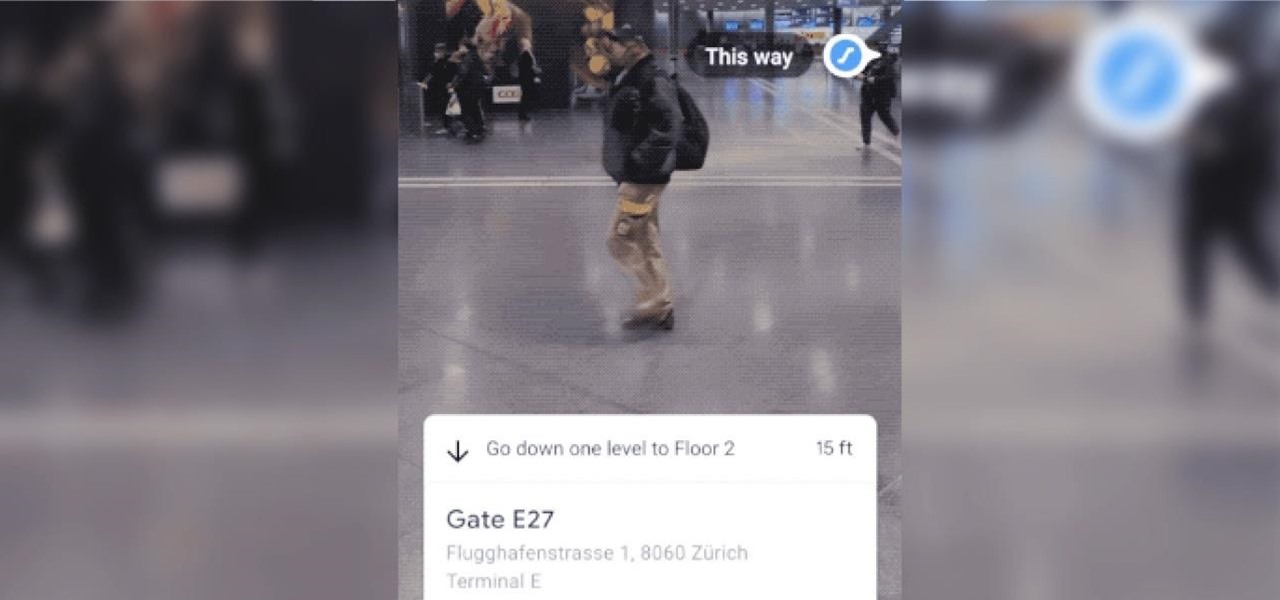 This way
Go down one level to Floor 2
15 ft
Gate E27
Flugghafenstrasse 1, 8060 Zürich
Terminal E